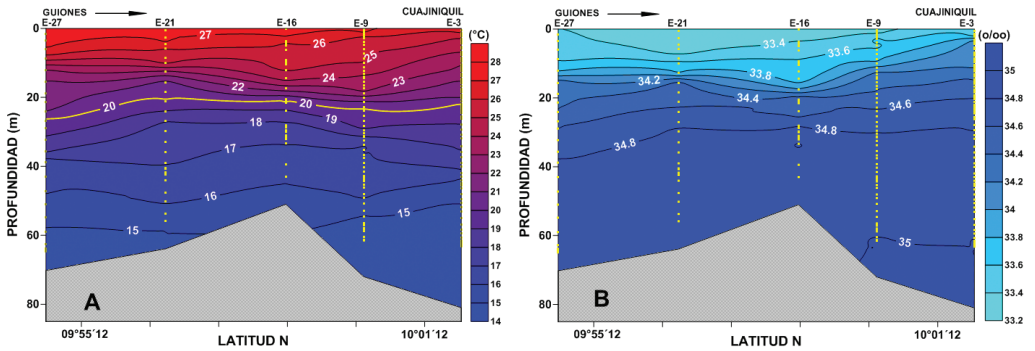 GUIONES
CUAJINIQUIL
E-27
E-21
E-16
E-9
E-3
(°C)
0
20
40
60
80
PROFUNDIDAD (m)
27
26
25
24
23
22
20
20
19
18
17
16
15
15
A
28
27
26
25
24
23
22
21
20
19
18
17
16
15
14
09°55´12
10°01´12
LATITUD N
GUIONES
CUAJINIQUIL
E-27
E-21
E-16
E-9
E-3
(o/oo)
0
20
40
60
80
PROFUNDIDAD (m)
33.4
33.6
33.8
34.2
34.4
34.6
34.8
34.8
35
B
35
34.8
34.6
34.4
34.2
34
33.8
33.6
33.4
33.2
09°55´12
10°01´12
LATITUD N